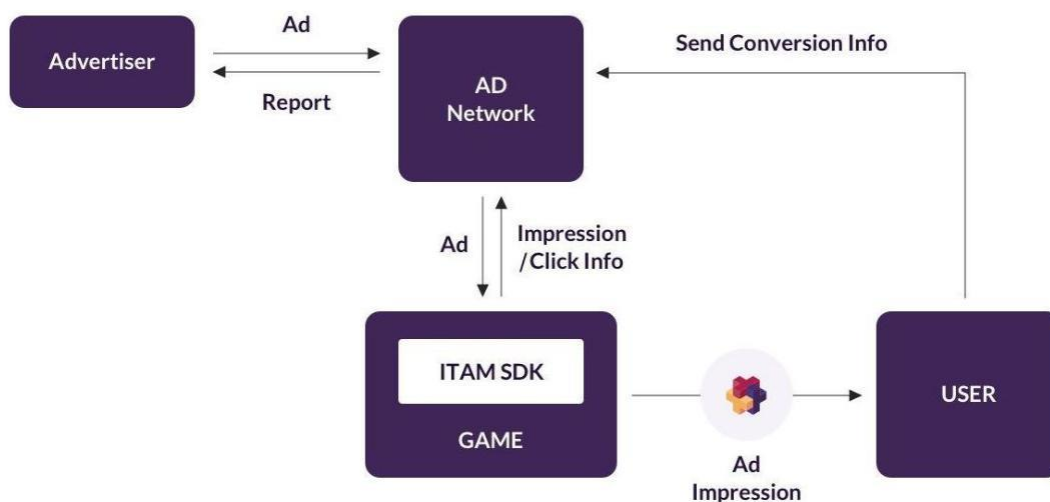 Ad
Advertiser
Report
AD
Network
Send Conversion Info
Ad
Impression
/Click Info
ITAM SDK
GAME
Ad
Impression
USER